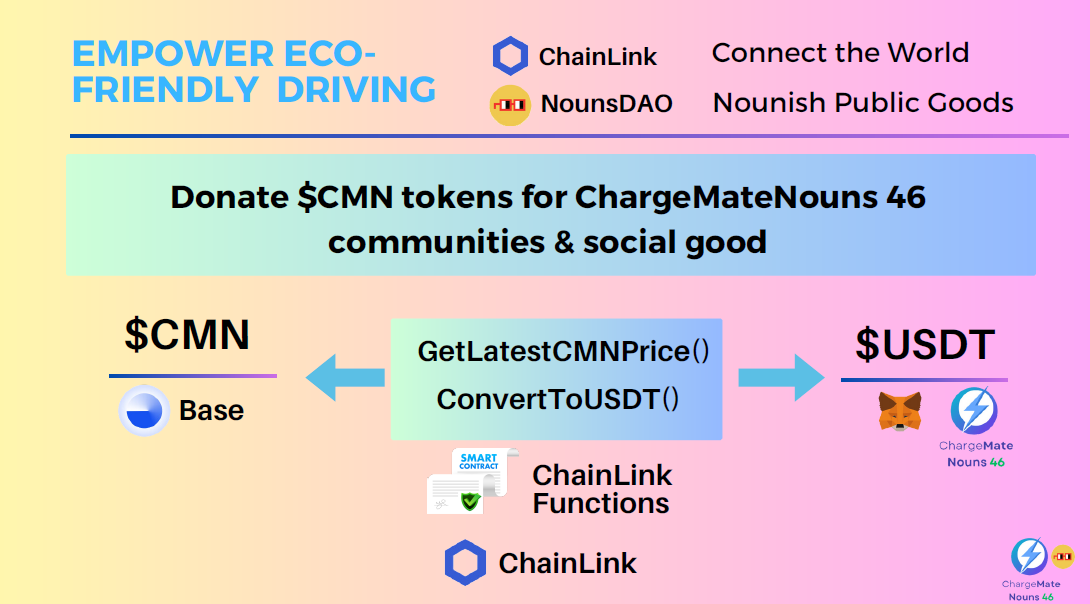 EMPOWER ECO-
FRIENDLY DRIVING
ChainLink
Connect the World
NounsDAO
Nounish Public Goods
Donate $CMN tokens for ChargeMateNouns 46
communities & social good
$CMN
Base
GetLatestCMNPrice()
ConvertToUSDT()
$USDT
ChargeMate
Nouns 46
SMART
CONTRACT
ChainLink
Functions
ChainLink
ChargeMate
Nouns 46